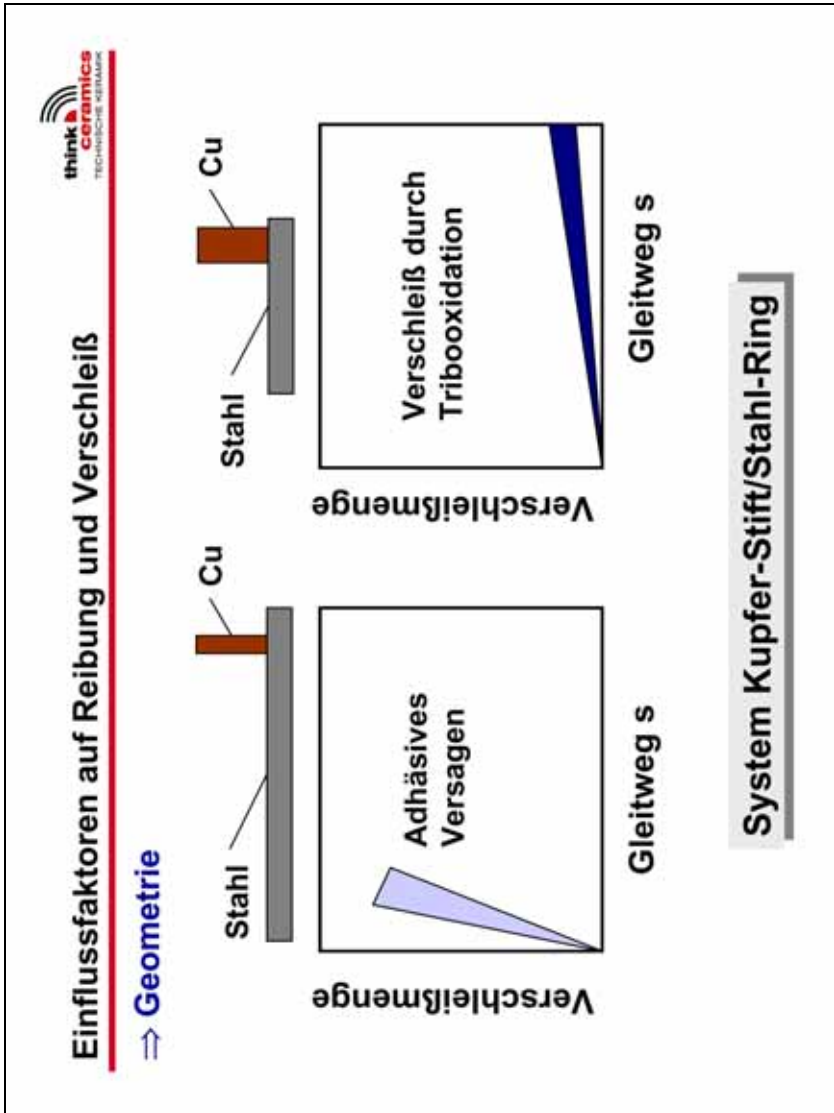 Einflussfaktoren auf Reibung und Verschleiß
think
ceramics
TECHNISCHE KERAMIK
⇒ Geometrie
Stahl
Cu
Verschleißmenge
Adhäsives
Versagen
Gleitweg s
Stahl
Cu
Verschleißmenge
Verschleiß durch
Tribooxidation
Gleitweg s
System Kupfer-Stift/Stahl-Ring